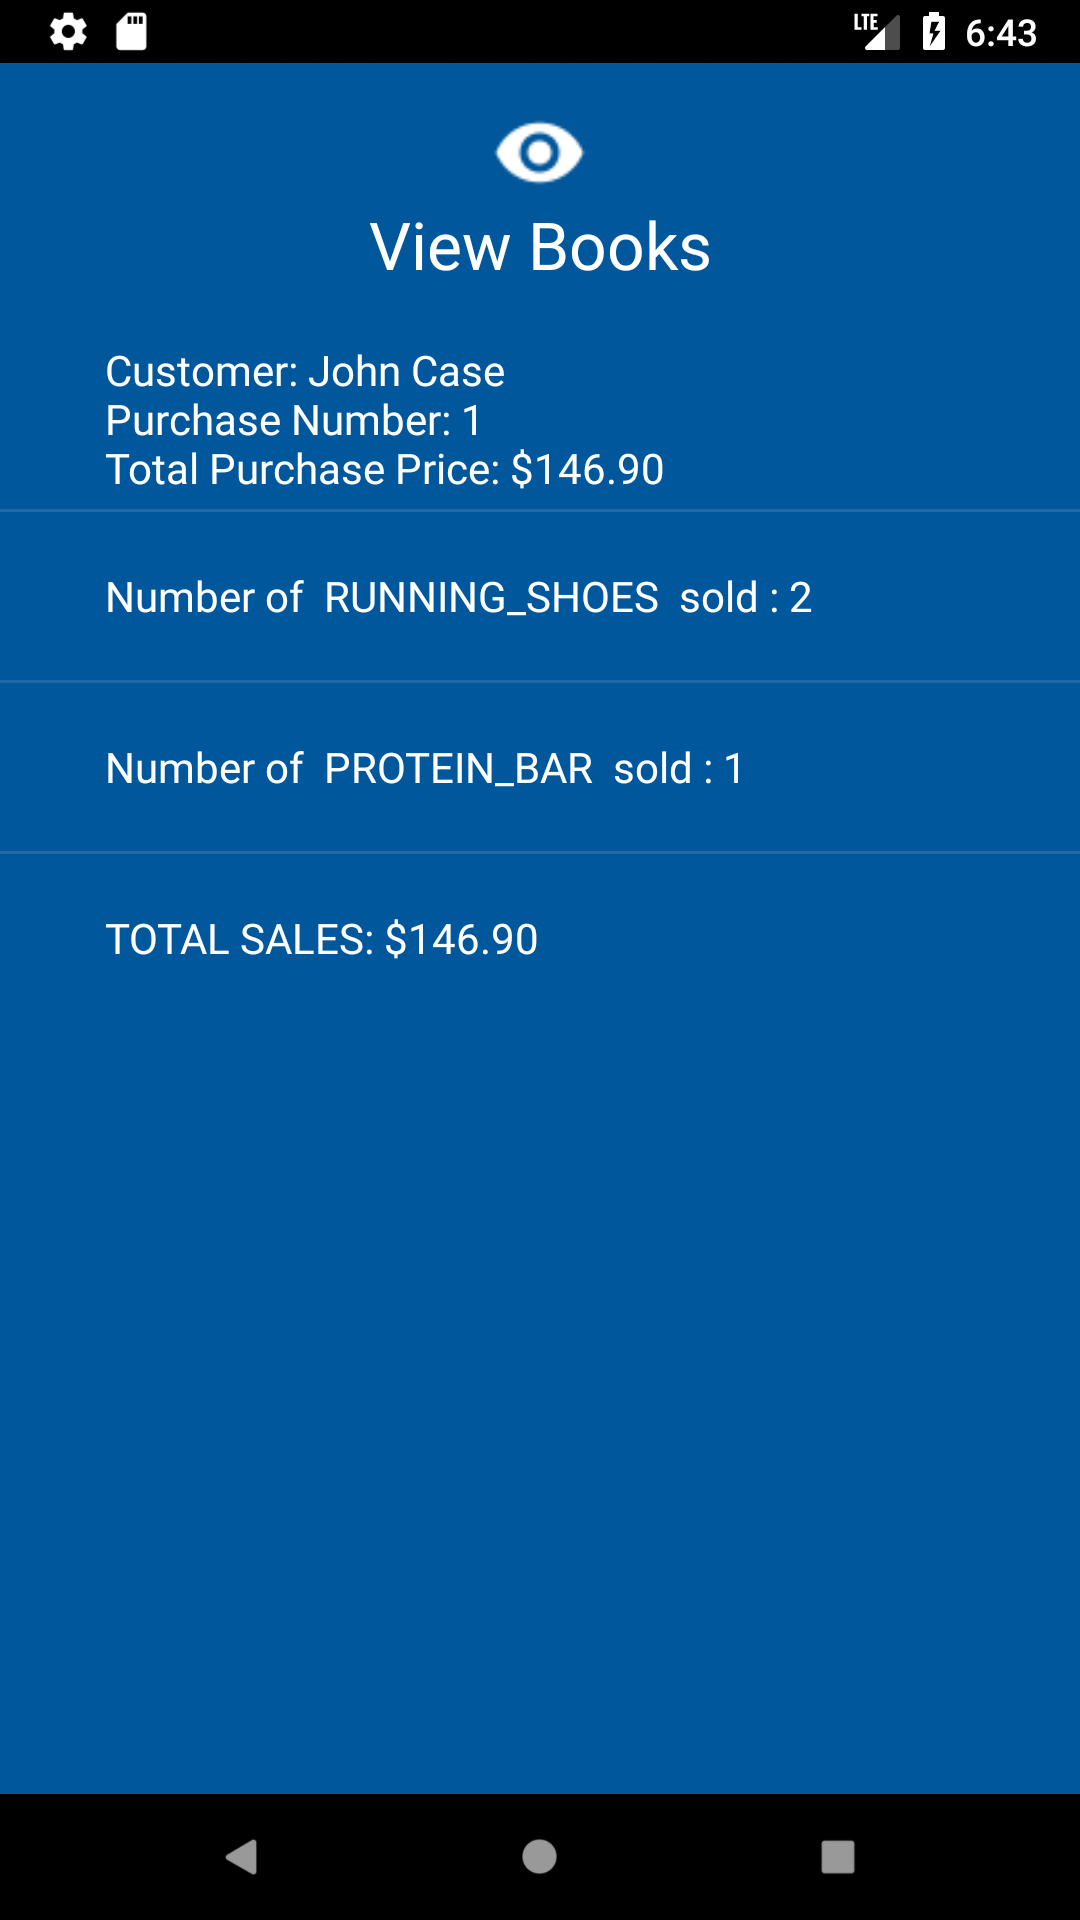 LTE 6:43
View Books
Customer: John Case
Purchase Number: 1
Total Purchase Price: $146.90
Number of  RUNNING_SHOES  sold : 2
Number of  PROTEIN_BAR  sold : 1
TOTAL SALES: $146.90